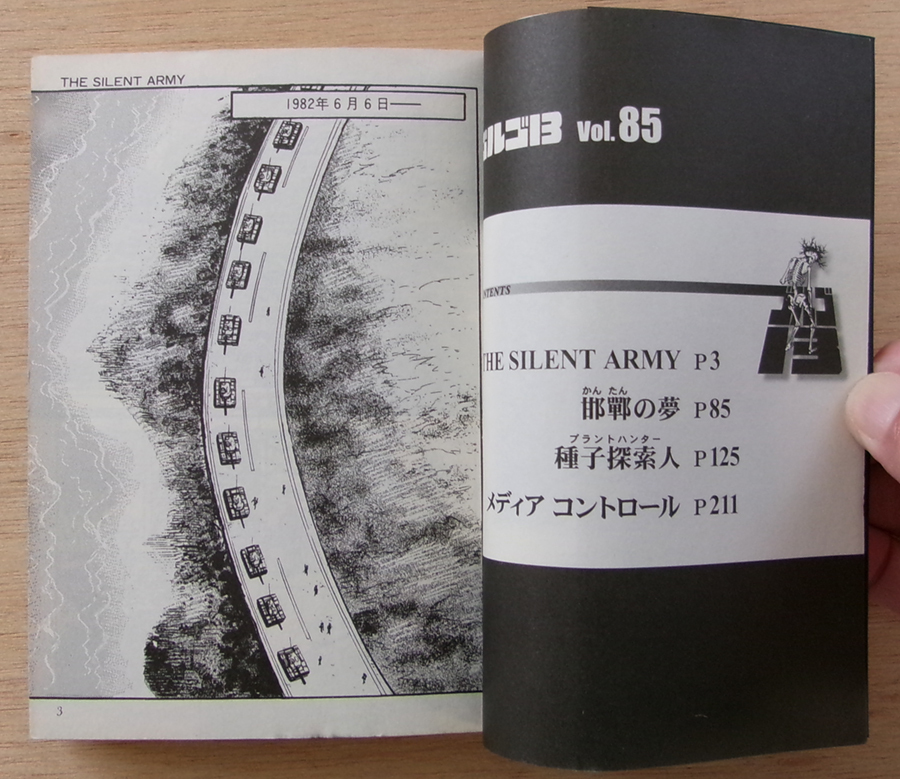 THE SILENT ARMY
1982年6月6日──
3
ルゴ13 Vol.85
NTENTS
HE SILENT ARMY P3
かんたん
邯鄲の夢 P85
プラントハンター
種子探索人 P125
メディア コントロール P211